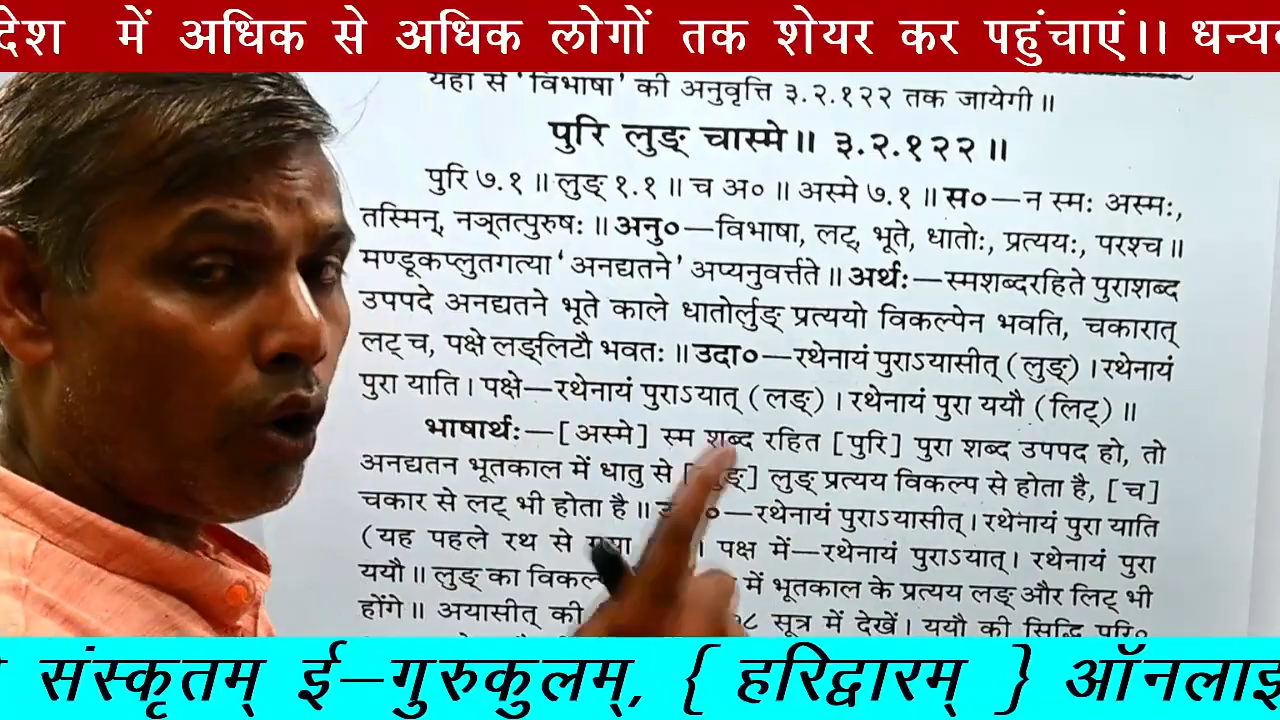 देश में अधिक से अधिक लोगों तक शेयर कर पहुंचाएं।।
यहाँ से 'विभाषा' की अनुवृत्ति ३.२.१२२ तक जायेगी॥
पुरि लुङ् चास्मे॥ ३.२.१२२॥
पुरि ७.१॥ लुङ् १.१॥ च अ०॥ अस्मे ७.१॥ स०—न स्मः अस्मः,
तस्मिन्, नञ्तत्पुरुषः॥ अनु०—विभाषा, लट्, भूते, धातोः, प्रत्ययः, परश्च॥
मण्डूकप्लुतगत्या 'अनद्यतने' अप्यनुवर्त्तते॥ अर्थः—स्मशब्दरहिते पुराशब्द
उपपदे अनद्यतने भूते काले धातोर्लुङ् प्रत्ययो विकल्पेन भवति, चकारात्
लट् च, पक्षे लङ्लिटौ भवतः॥ उदा०—रथेनायं पुराऽयासीत् (लुङ्)। रथेनायं
पुरा याति। पक्षे—रथेनायं पुराऽयात् (लङ्)। रथेनायं पुरा ययौ (लिट्)॥
भाषार्थः—[अस्मे] स्म शब्द रहित [पुरि] पुरा शब्द उपपद हो, तो
अनद्यतन भूतकाल में धातु से लुङ् प्रत्यय विकल्प से होता है, [च]
चकार से लट् भी होता है॥ —रथेनायं पुराऽयासीत्। रथेनायं पुरा याति
(यह पहले रथ से पक्ष में—रथेनायं पुराऽयात्। रथेनायं पुरा
ययौ॥ लुङ् का में भूतकाल के प्रत्यय लङ् और लिट् भी
होंगे॥ अयासीत् की सूत्र में देखें। ययौ की सिद्धि परि०
संस्कृतम् ई-गुरुकुलम्, { हरिद्वारम् }